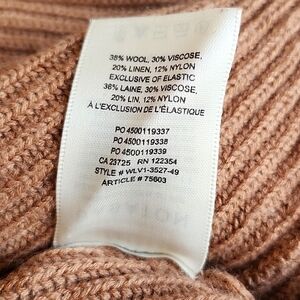 38% WOOL, 30% VISCOSE,
20% LINEN, 12% NYLON
EXCLUSIVE OF ELASTIC
38% LAINE, 30% VISCOSE,
20% LIN, 12% NYLON
À L'EXCLUSION DE L'ÉLASTIQUE
PO 4500119337
PO 4500119338
PO 4500119339
CA 23725 RN 122354
STYLE # WLV1-3527-49
ARTICLE # 75603